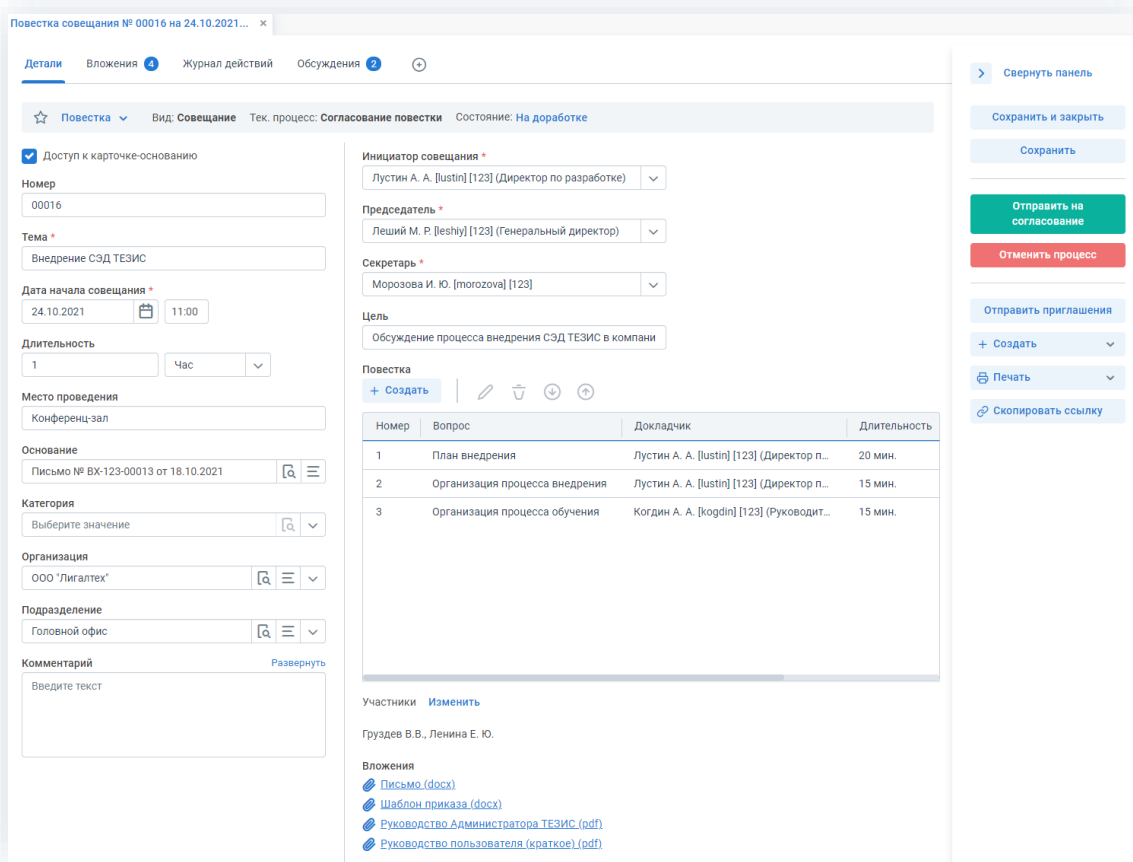 Повестка совещания № 00016 на 24.10.2021... ×
Детали Вложения 4 Журнал действий Обсуждения 2
Повестка Вид: Совещание Тек. процесс: Согласование повестки Состояние: На доработке
Доступ к карточке-основанию
Номер
00016
Тема *
Внедрение СЭД ТЕЗИС
Дата начала совещания *
24.10.2021 11:00
Длительность
1 Час
Место проведения
Конференц-зал
Основание
Письмо № ВХ-123-00013 от 18.10.2021
Категория
Выберите значение
Организация
ООО "Лигалтех"
Подразделение
Головной офис
Комментарий Развернуть
Введите текст
Инициатор совещания *
Лустин А. А. [lustin] [123] (Директор по разработке)
Председатель *
Леший М. Р. [leshiy] [123] (Генеральный директор)
Секретарь *
Морозова И. Ю. [morozova] [123]
Цель
Обсуждение процесса внедрения СЭД ТЕЗИС в компани
Повестка
+ Создать
Номер Вопрос Докладчик Длительность
1 План внедрения Лустин А. А. [lustin] [123] (Директор п... 20 мин.
2 Организация процесса внедрения Лустин А. А. [lustin] [123] (Директор п... 15 мин.
3 Организация процесса обучения Когдин А. А. [kogdin] [123] (Руководит... 15 мин.
Участники Изменить
Груздев В.В., Ленина Е. Ю.
Вложения
Письмо (docx)
Шаблон приказа (docx)
Руководство Администратора ТЕЗИС (pdf)
Руководство пользователя (краткое) (pdf)
Свернуть панель
Сохранить и закрыть
Сохранить
Отправить на
согласование
Отменить процесс
Отправить приглашения
+ Создать
Печать
Скопировать ссылку